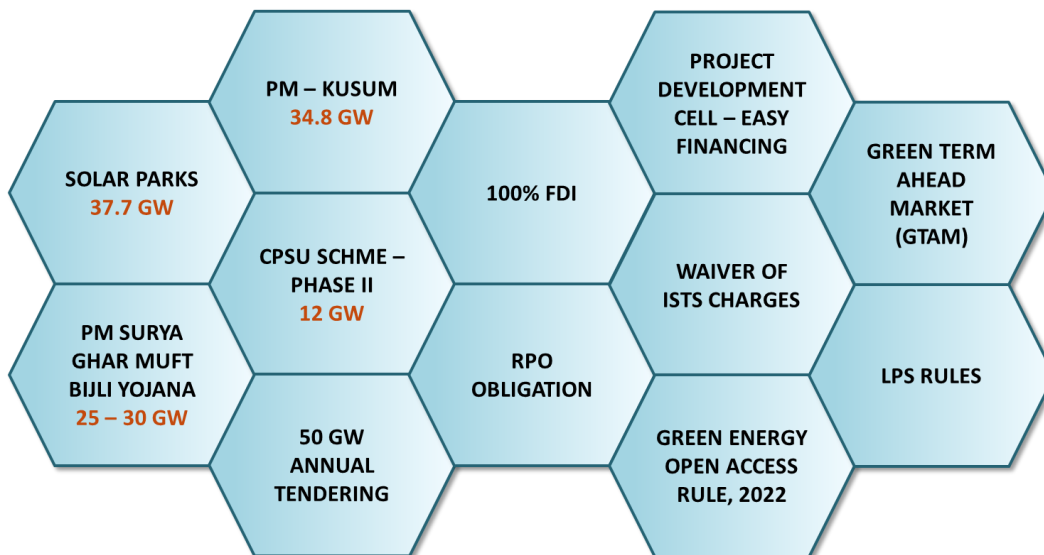 SOLAR PARKS
37.7 GW
PM SURYA
GHAR MUFT
BIJLI YOJANA
25 – 30 GW
PM – KUSUM
34.8 GW
CPSU SCHME –
PHASE II
12 GW
50 GW
ANNUAL
TENDERING
100% FDI
RPO
OBLIGATION
PROJECT
DEVELOPMENT
CELL – EASY
FINANCING
WAIVER OF
ISTS CHARGES
GREEN ENERGY
OPEN ACCESS
RULE, 2022
GREEN TERM
AHEAD
MARKET
(GTAM)
LPS RULES